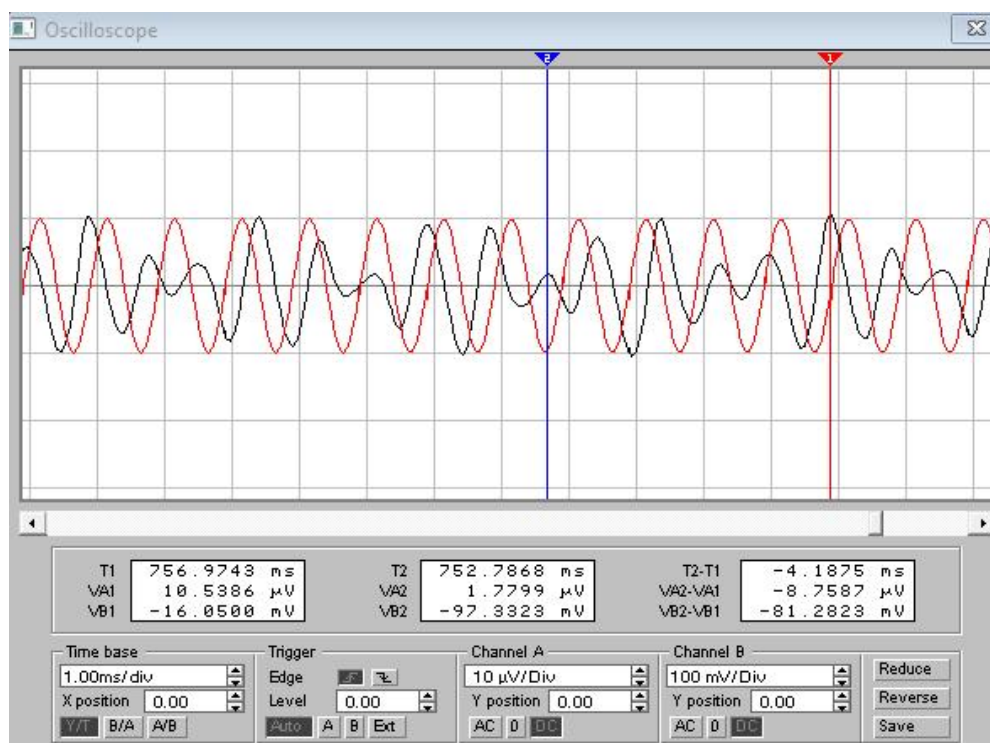 Oscilloscope
2 1
T1 756.9743 ms T2 752.7868 ms T2-T1 -4.1875 ms
VA1 10.5386 µV VA2 1.7799 µV VA2-VA1 -8.7587 µV
VB1 -16.0500 mV VB2 -97.3323 mV VB2-VB1 -81.2823 mV
Time base Trigger Channel A Channel B
1.00ms/div Edge 10 µV/Div 100 mV/Div Reduce
X position 0.00 Level 0.00 Y position 0.00 Y position 0.00 Reverse
Y/T B/A A/B Auto A B Ext AC 0 DC AC 0 DC Save